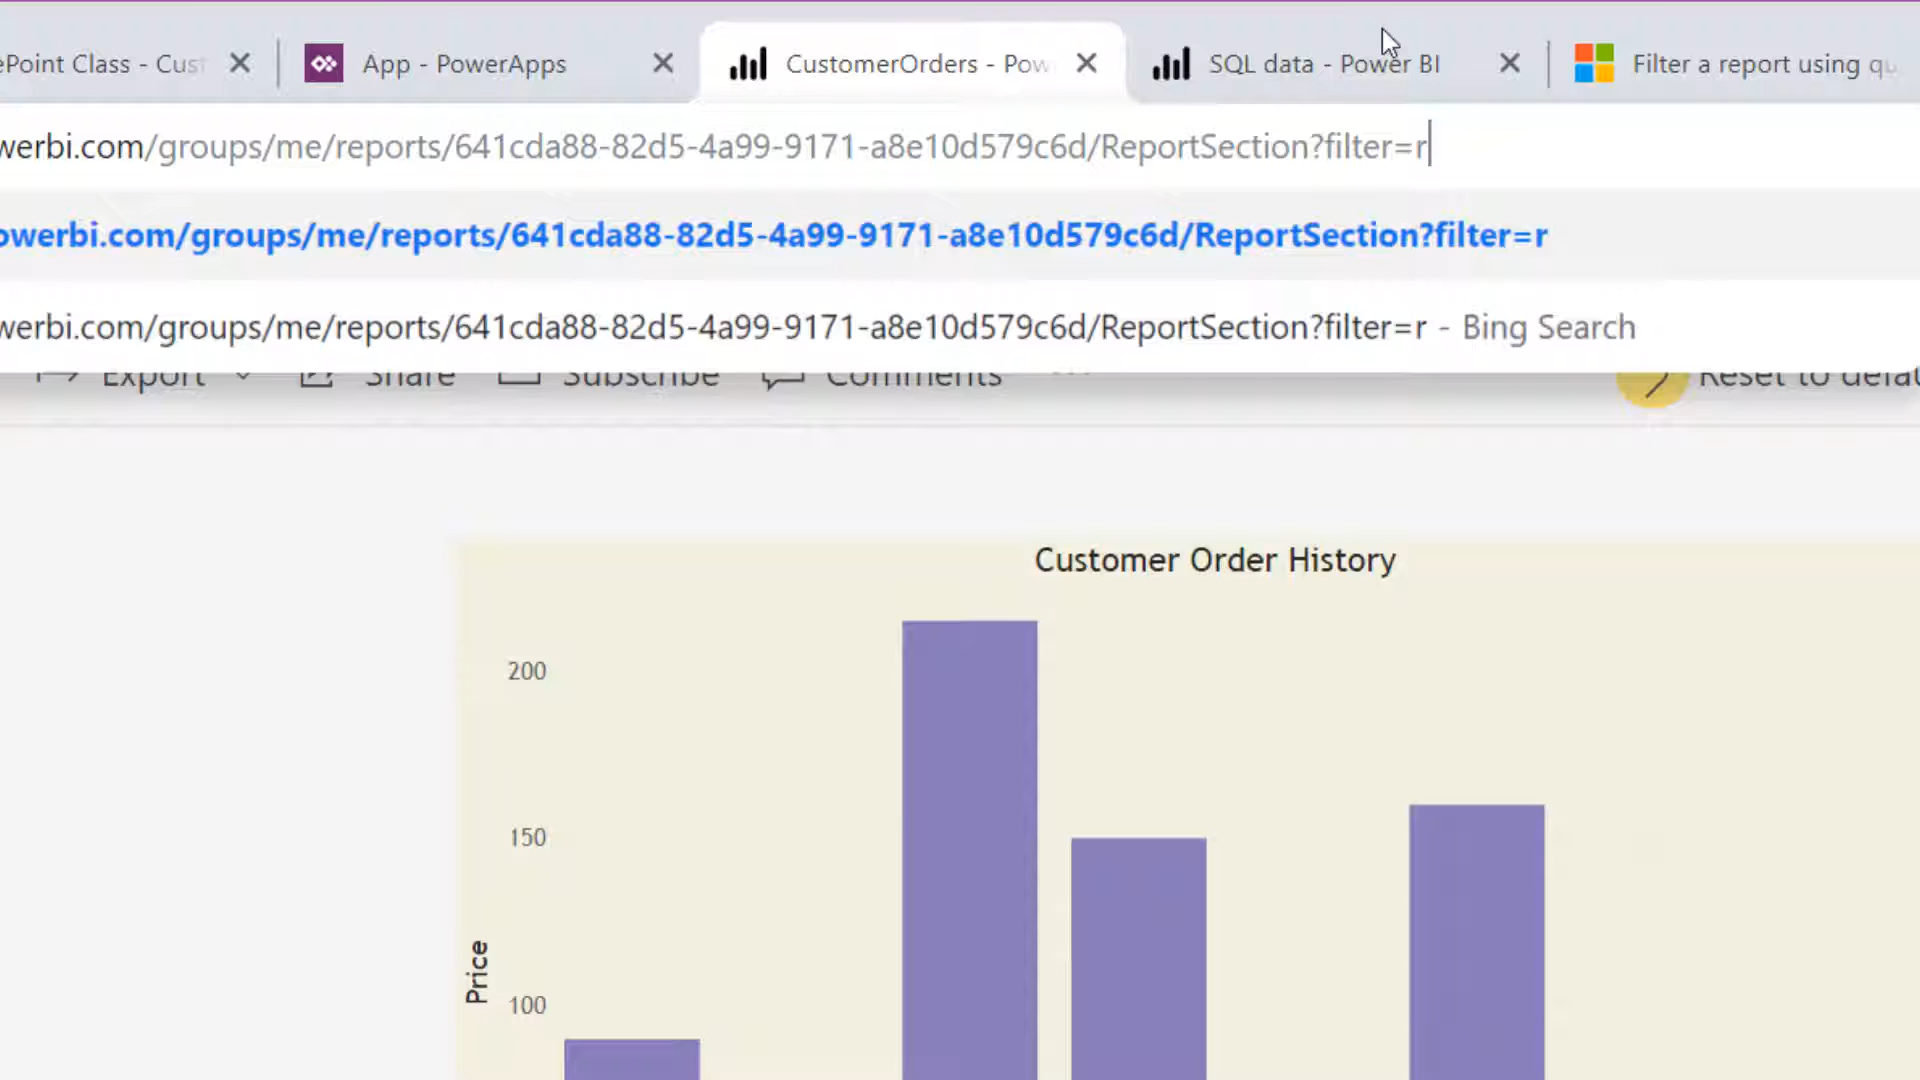 ePoint Class - Cust
App - PowerApps
CustomerOrders - Pow
SQL data - Power BI
Filter a report using qu
werbi.com/groups/me/reports/641cda88-82d5-4a99-9171-a8e10d579c6d/ReportSection?filter=r
owerbi.com/groups/me/reports/641cda88-82d5-4a99-9171-a8e10d579c6d/ReportSection?filter=r
werbi.com/groups/me/reports/641cda88-82d5-4a99-9171-a8e10d579c6d/ReportSection?filter=r - Bing Search
Export
Share
Subscribe
Comments
Reset to defau
Customer Order History
200
150
100
Price